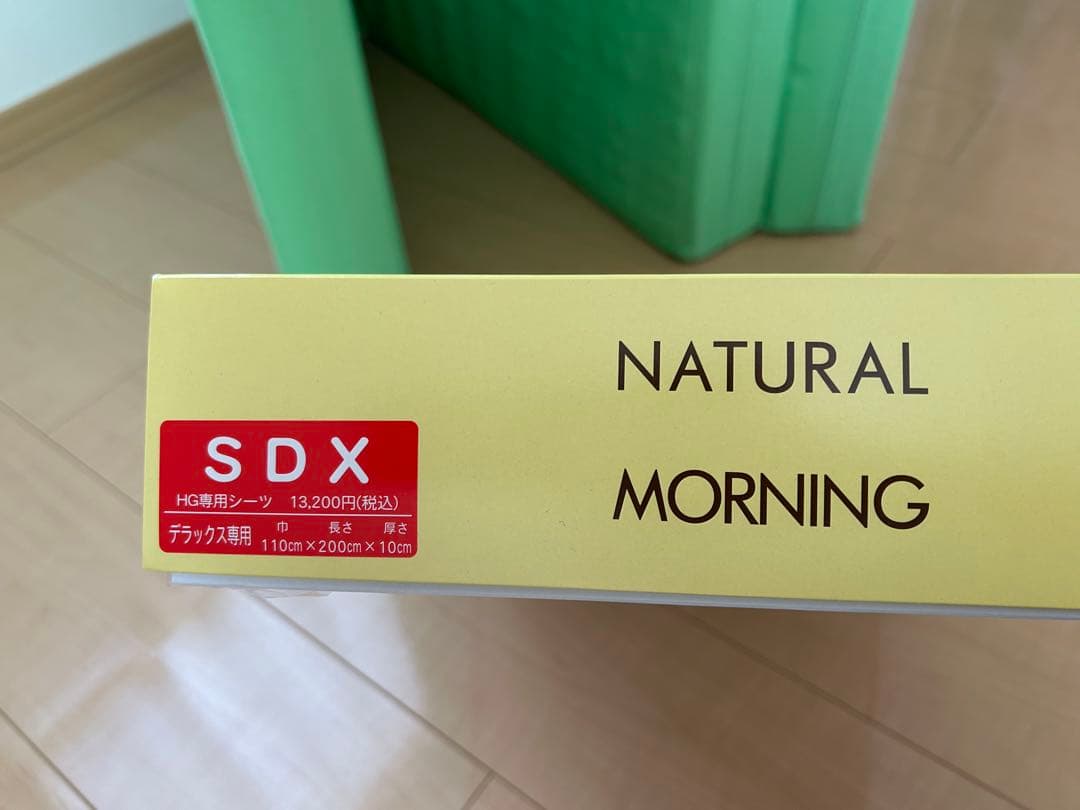 NATURAL
MORNING
SDX
HG専用シーツ 13,200円(税込)
デラックス専用 巾 長さ 厚さ
110cm×200cm×10cm